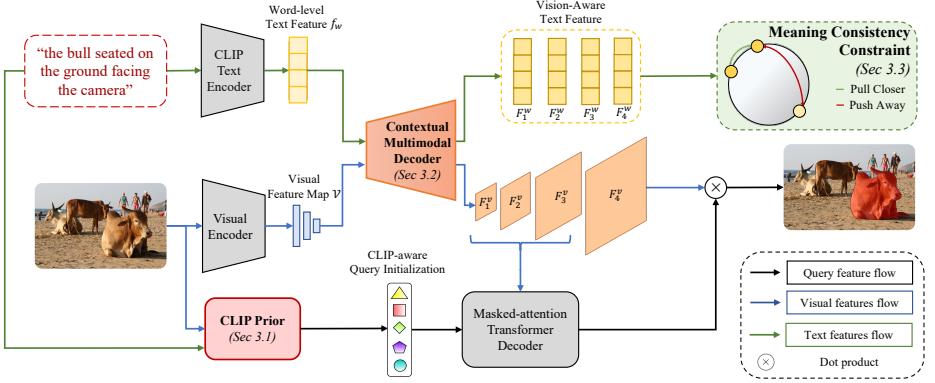 “the bull seated on
the ground facing
the camera”
CLIP
Text
Encoder
Word-level
Text Feature f_w
Vision-Aware
Text Feature
F_1^w F_2^w F_3^w F_4^w
Meaning Consistency
Constraint
(Sec 3.3)
Pull Closer
Push Away
Contextual
Multimodal
Decoder
(Sec 3.2)
Visual
Encoder
Visual
Feature Map 𝒱
F_1^v F_2^v F_3^v F_4^v
×
CLIP Prior
(Sec 3.1)
CLIP-aware
Query Initialization
Masked-attention
Transformer
Decoder
Query feature flow
Visual features flow
Text features flow
× Dot product